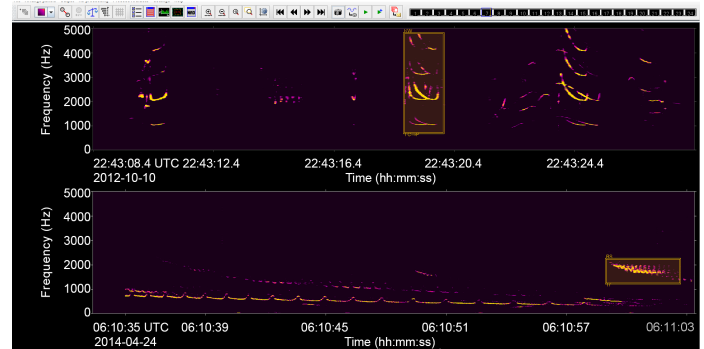 5000
4000
3000
2000
1000
0
Frequency (Hz)
22:43:08.4 UTC 22:43:12.4 22:43:16.4 22:43:20.4 22:43:24.4
2012-10-10 Time (hh:mm:ss)
5000
4000
3000
2000
1000
0
Frequency (Hz)
06:10:35 UTC 06:10:39 06:10:45 06:10:51 06:10:57 06:11:03
2014-04-24 Time (hh:mm:ss)